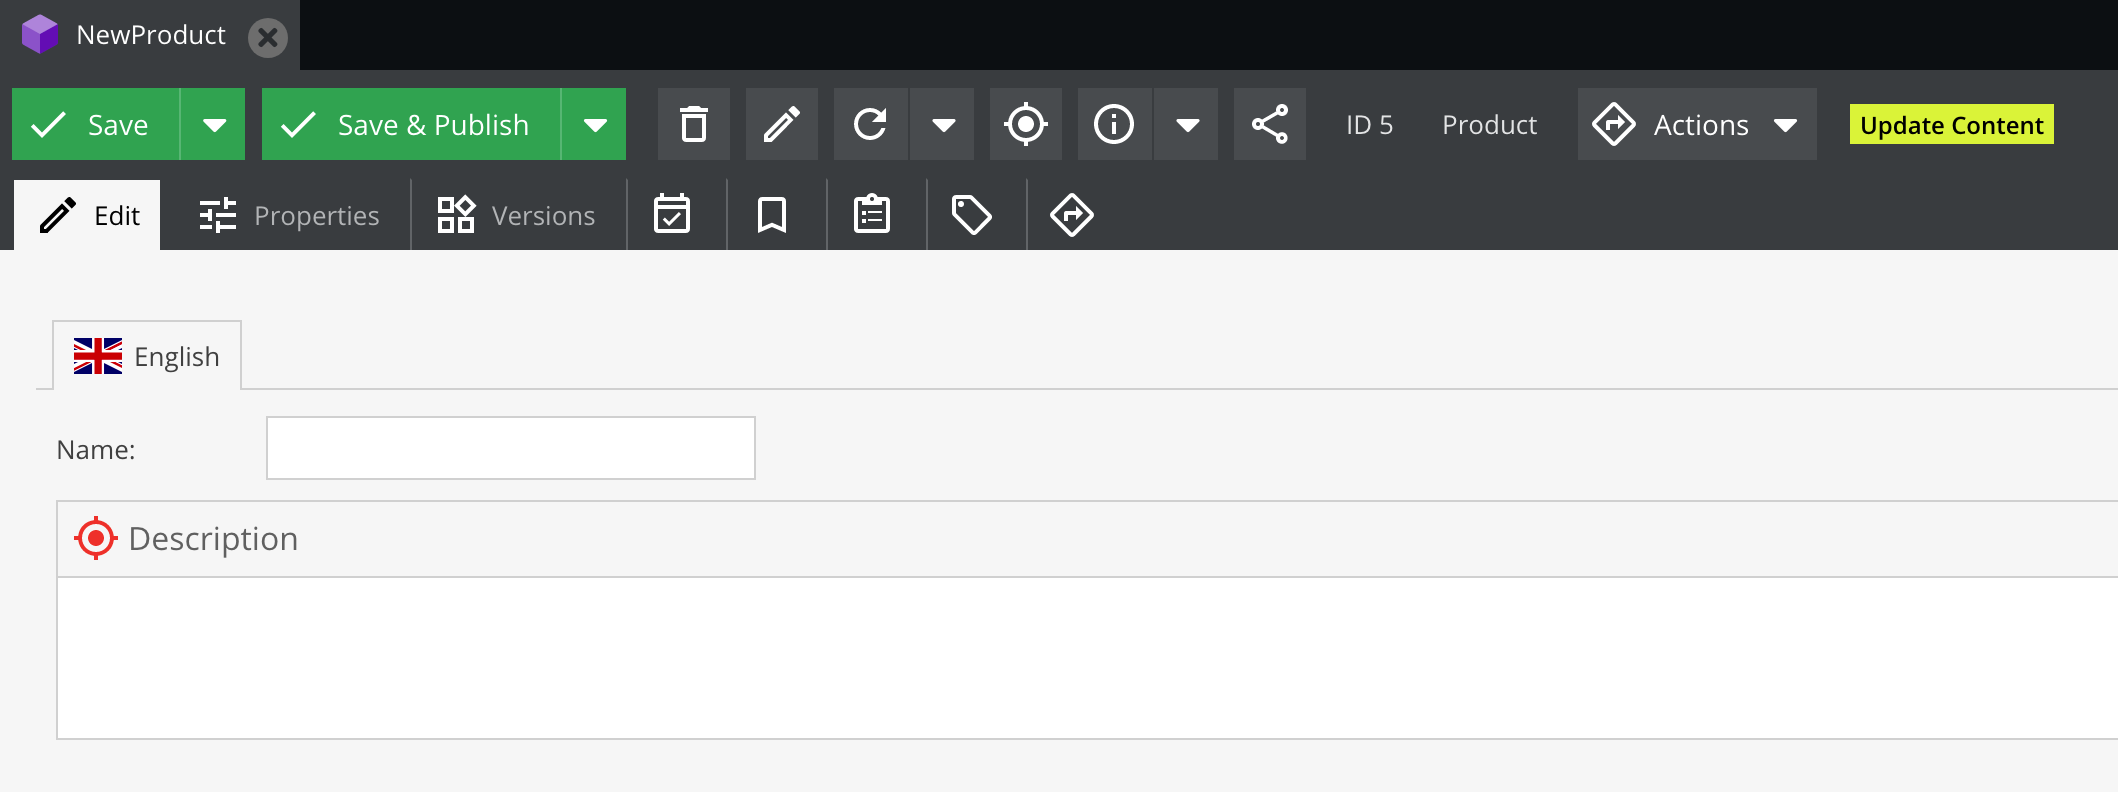 NewProduct
Save
Save & Publish
ID 5
Product
Actions
Update Content
Edit
Properties
Versions
English
Name:
Description